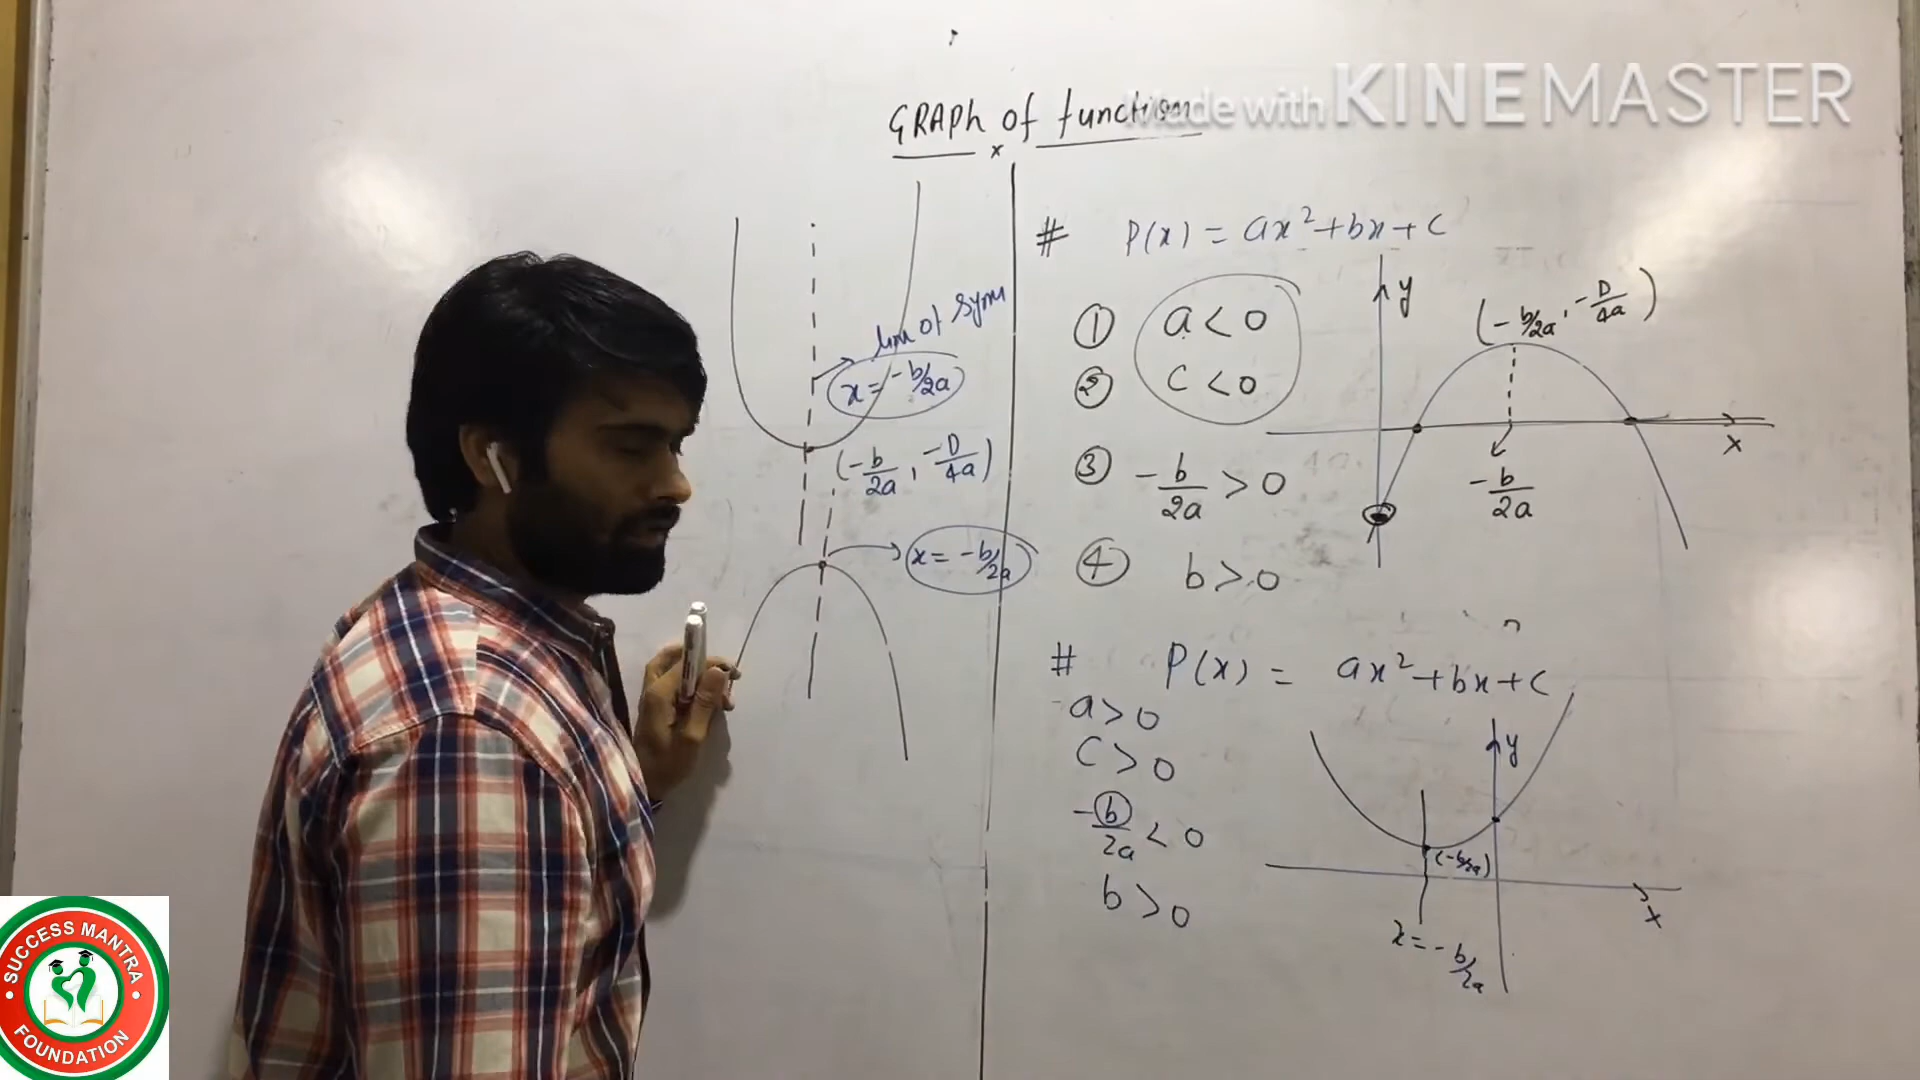 Made with KINEMASTER
GRAPh of function
x
line of Sym
x = -b/2a
(-b/2a, -D/4a)
x = -b/2a
# P(x) = ax²+bx+c
① a < 0
② c < 0
③ -b/2a > 0
④ b > 0
y
(-b/2a, -D/4a)
x
-b/2a
# P(x) = ax²+bx+c
a > 0
c > 0
-b/2a < 0
b > 0
y
(-b/2a)
x
x = -b/2a
SUCCESS MANTRA
FOUNDATION